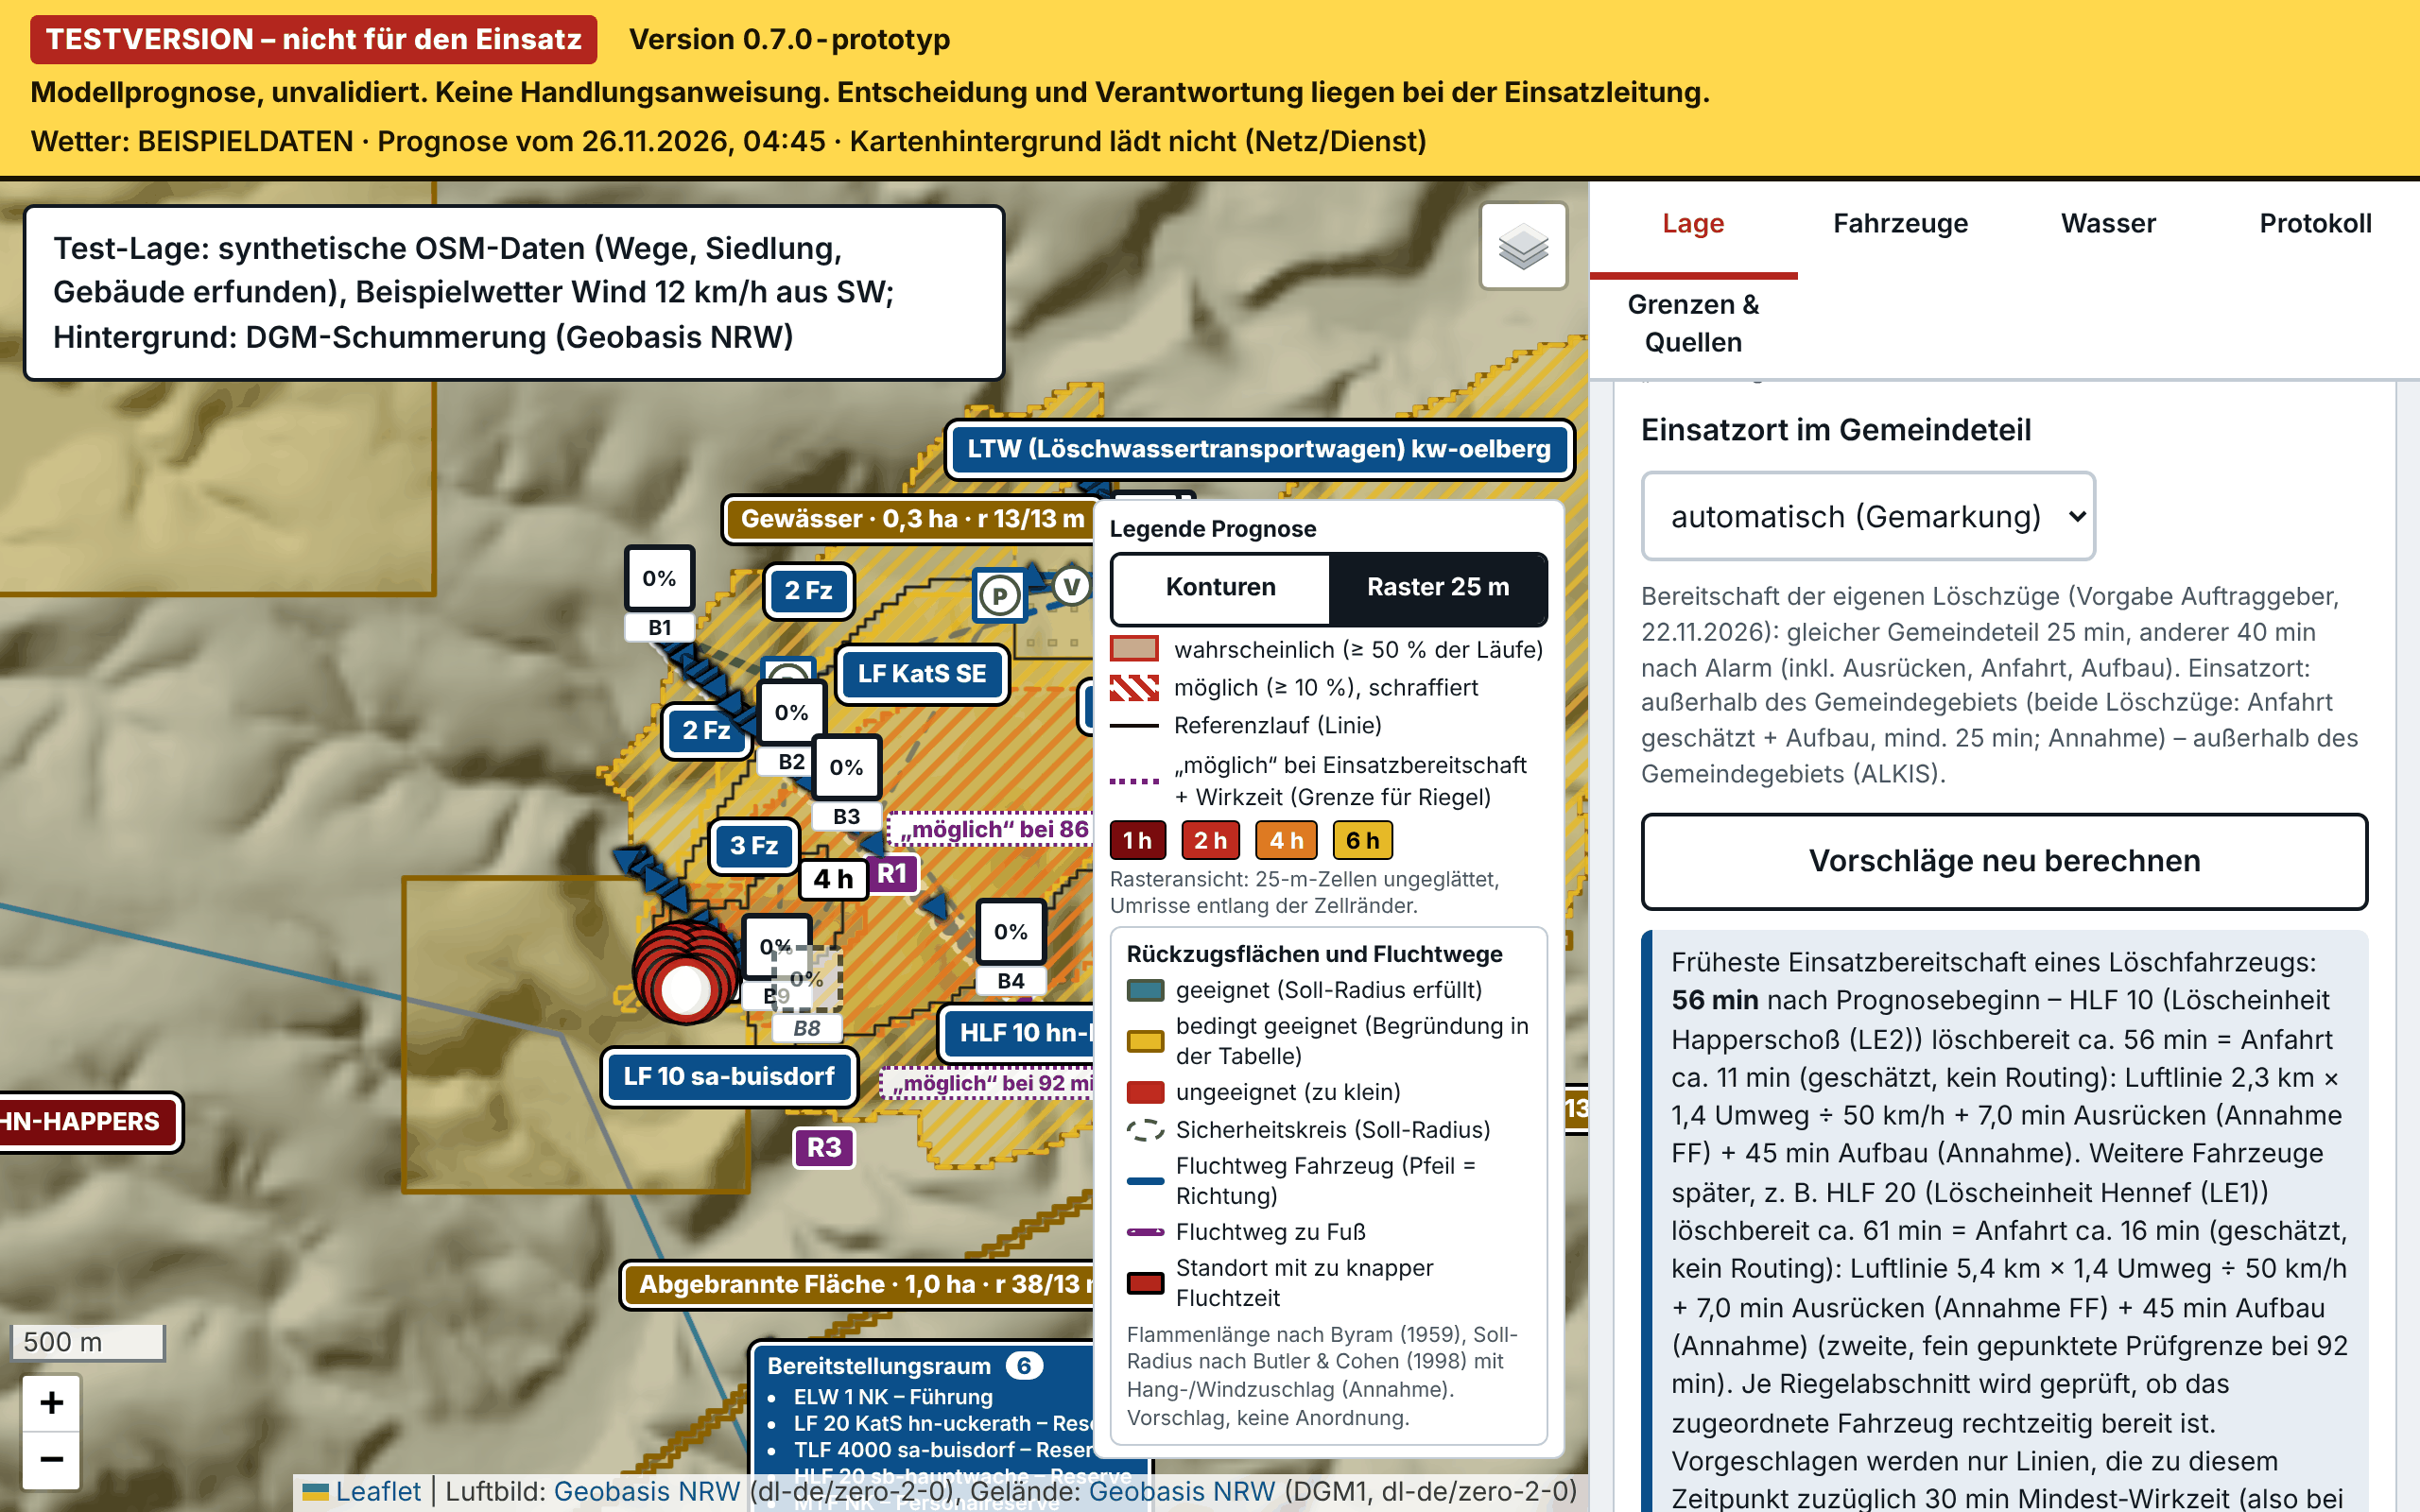 TESTVERSION – nicht für den Einsatz Version 0.7.0-prototyp
Modellprognose, unvalidiert. Keine Handlungsanweisung. Entscheidung und Verantwortung liegen bei der Einsatzleitung.
Wetter: BEISPIELDATEN · Prognose vom 26.11.2026, 04:45 · Kartenhintergrund lädt nicht (Netz/Dienst)
Test-Lage: synthetische OSM-Daten (Wege, Siedlung,
Gebäude erfunden), Beispielwetter Wind 12 km/h aus SW;
Hintergrund: DGM-Schummerung (Geobasis NRW)
LTW (Löschwassertransportwagen) kw-oelberg
Gewässer · 0,3 ha · r 13/13 m
0%
B1
2 Fz
P
V
LF KatS SE
2 Fz
0%
B2
0%
B3
„möglich“ bei 86
3 Fz
4 h
R1
0%
B4
0%
0%
B9
B8
HLF 10 hn-
LF 10 sa-buisdorf
„möglich“ bei 92 mi
HN-HAPPERS
R3
13
Abgebrannte Fläche · 1,0 ha · r 38/13 m
Bereitstellungsraum 6
ELW 1 NK – Führung
LF 20 KatS hn-uckerath – Rese
TLF 4000 sa-buisdorf – Reser
HLF 20 sb-hauptwache – Reserve
MTF NK – Personalreserve
500 m
+
−
Leaflet | Luftbild: Geobasis NRW (dl-de/zero-2-0), Gelände: Geobasis NRW (DGM1, dl-de/zero-2-0)
Legende Prognose
Konturen Raster 25 m
wahrscheinlich (≥ 50 % der Läufe)
möglich (≥ 10 %), schraffiert
Referenzlauf (Linie)
„möglich“ bei Einsatzbereitschaft
+ Wirkzeit (Grenze für Riegel)
1 h 2 h 4 h 6 h
Rasteransicht: 25-m-Zellen ungeglättet,
Umrisse entlang der Zellränder.
Rückzugsflächen und Fluchtwege
geeignet (Soll-Radius erfüllt)
bedingt geeignet (Begründung in
der Tabelle)
ungeeignet (zu klein)
Sicherheitskreis (Soll-Radius)
Fluchtweg Fahrzeug (Pfeil =
Richtung)
Fluchtweg zu Fuß
Standort mit zu knapper
Fluchtzeit
Flammenlänge nach Byram (1959), Soll-
Radius nach Butler & Cohen (1998) mit
Hang-/Windzuschlag (Annahme).
Vorschlag, keine Anordnung.
Lage Fahrzeuge Wasser Protokoll
Grenzen &
Quellen
Einsatzort im Gemeindeteil
automatisch (Gemarkung)
Bereitschaft der eigenen Löschzüge (Vorgabe Auftraggeber,
22.11.2026): gleicher Gemeindeteil 25 min, anderer 40 min
nach Alarm (inkl. Ausrücken, Anfahrt, Aufbau). Einsatzort:
außerhalb des Gemeindegebiets (beide Löschzüge: Anfahrt
geschätzt + Aufbau, mind. 25 min; Annahme) – außerhalb des
Gemeindegebiets (ALKIS).
Vorschläge neu berechnen
Früheste Einsatzbereitschaft eines Löschfahrzeugs:
56 min nach Prognosebeginn – HLF 10 (Löscheinheit
Happerschoß (LE2)) löschbereit ca. 56 min = Anfahrt
ca. 11 min (geschätzt, kein Routing): Luftlinie 2,3 km ×
1,4 Umweg ÷ 50 km/h + 7,0 min Ausrücken (Annahme
FF) + 45 min Aufbau (Annahme). Weitere Fahrzeuge
später, z. B. HLF 20 (Löscheinheit Hennef (LE1))
löschbereit ca. 61 min = Anfahrt ca. 16 min (geschätzt,
kein Routing): Luftlinie 5,4 km × 1,4 Umweg ÷ 50 km/h
+ 7,0 min Ausrücken (Annahme FF) + 45 min Aufbau
(Annahme) (zweite, fein gepunktete Prüfgrenze bei 92
min). Je Riegelabschnitt wird geprüft, ob das
zugeordnete Fahrzeug rechtzeitig bereit ist.
Vorgeschlagen werden nur Linien, die zu diesem
Zeitpunkt zuzüglich 30 min Mindest-Wirkzeit (also bei